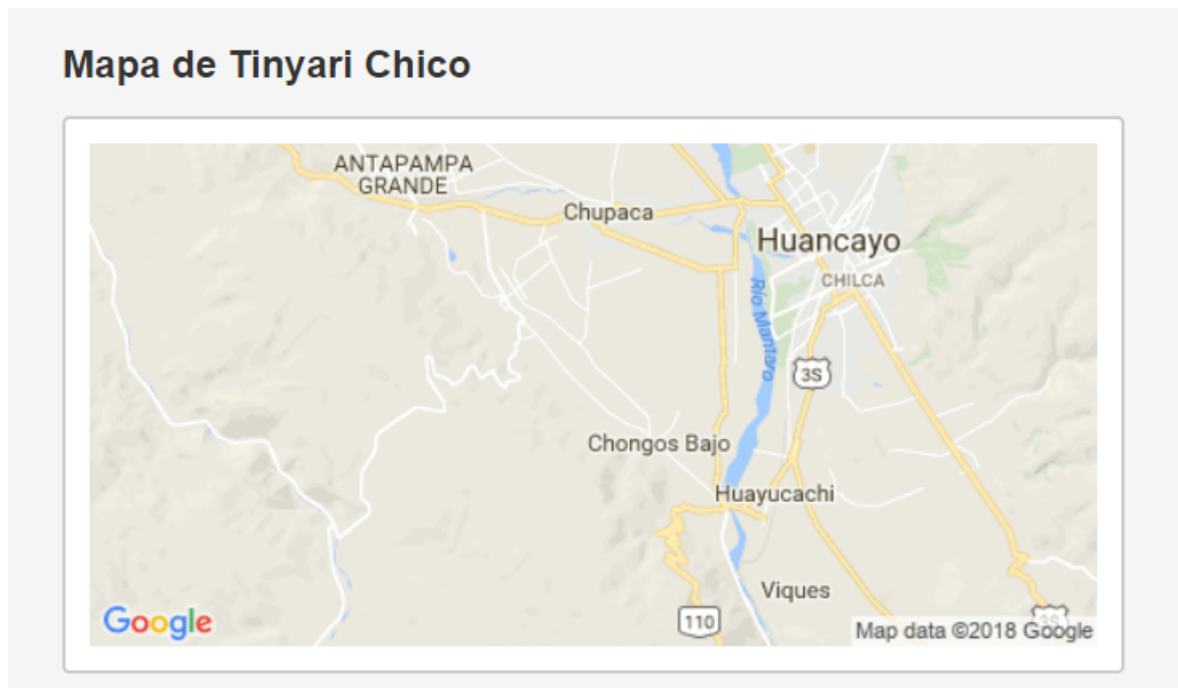 Mapa de Tinyari Chico
ANTAPAMPA
GRANDE
Chupaca
Huancayo
CHILCA
Río Mantaro
3S
Chongos Bajo
Huayucachi
Viques
110
3S
Google
Map data ©2018 Google